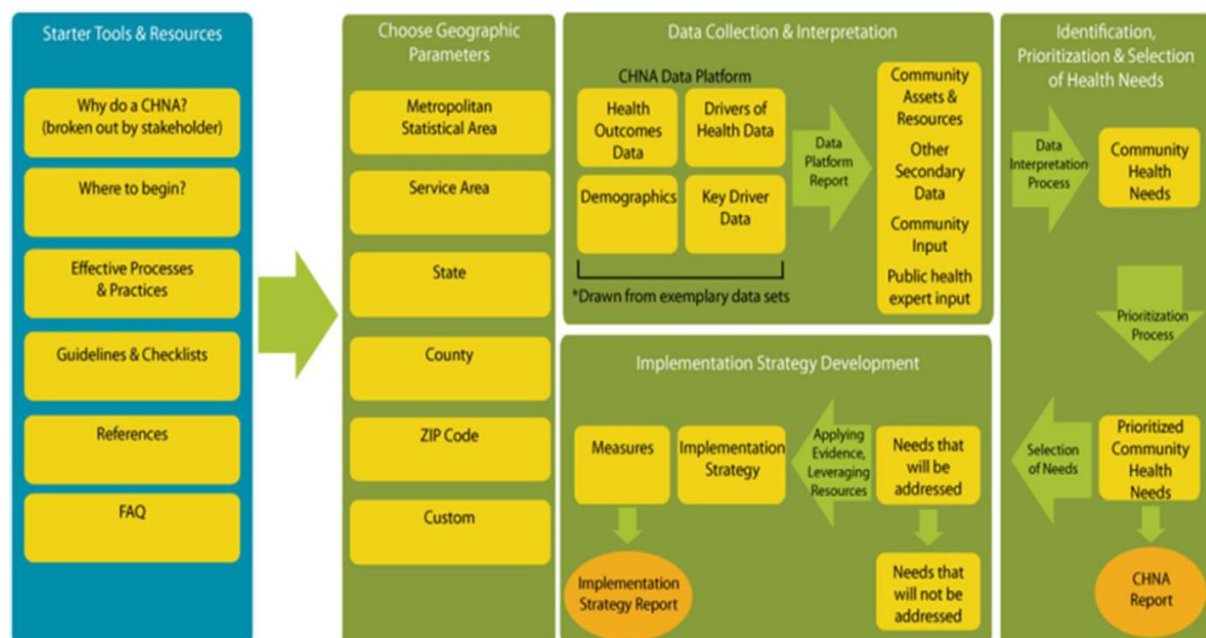 Starter Tools & Resources
Why do a CHNA?
(broken out by stakeholder)
Where to begin?
Effective Processes
& Practices
Guidelines & Checklists
References
FAQ
Choose Geographic
Parameters
Metropolitan
Statistical Area
Service Area
State
County
ZIP Code
Custom
Data Collection & Interpretation
CHNA Data Platform
Health
Outcomes
Data
Drivers of
Health Data
Demographics
Key Driver
Data
*Drawn from exemplary data sets
Data
Platform
Report
Community
Assets &
Resources
Other
Secondary
Data
Community
Input
Public health
expert input
Identification,
Prioritization & Selection
of Health Needs
Data
Interpretation
Process
Community
Health
Needs
Prioritization
Process
Prioritized
Community
Health
Needs
CHNA
Report
Selection
of Needs
Implementation Strategy Development
Needs that
will be
addressed
Needs that
will not be
addressed
Applying
Evidence,
Leveraging
Resources
Implementation
Strategy
Measures
Implementation
Strategy Report